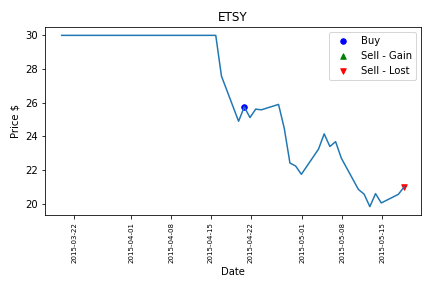 ETSY
Buy
Sell - Gain
Sell - Lost
Price $
30
28
26
24
22
20
2015-03-22
2015-04-01
2015-04-08
2015-04-15
2015-04-22
2015-05-01
2015-05-08
2015-05-15
Date